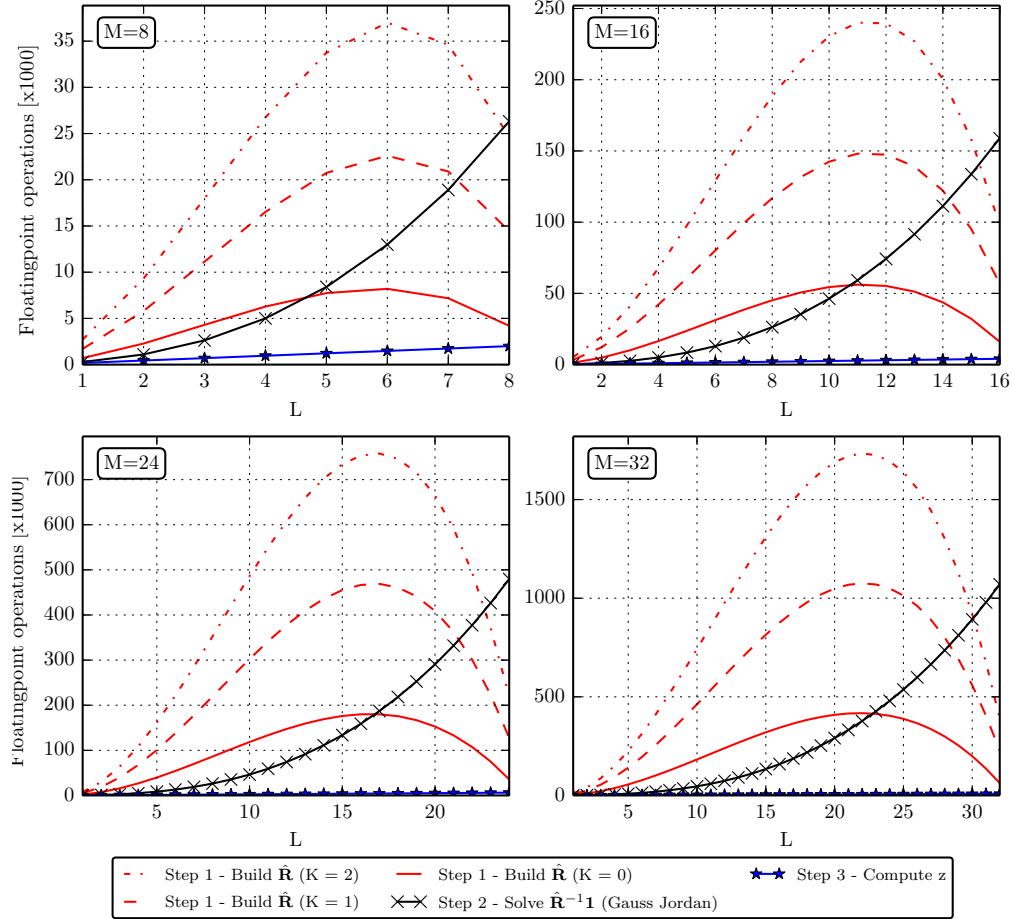 M=8
35
30
25
20
15
10
5
0
Floatingpoint operations [x1000]
1 2 3 4 5 6 7 8
L
M=16
250
200
150
100
50
0
2 4 6 8 10 12 14 16
L
M=24
700
600
500
400
300
200
100
0
Floatingpoint operations [x1000]
5 10 15 20
L
M=32
1500
1000
500
0
5 10 15 20 25 30
L
Step 1 - Build R̂ (K = 2)
Step 1 - Build R̂ (K = 1)
Step 1 - Build R̂ (K = 0)
Step 2 - Solve R̂⁻¹1 (Gauss Jordan)
Step 3 - Compute z